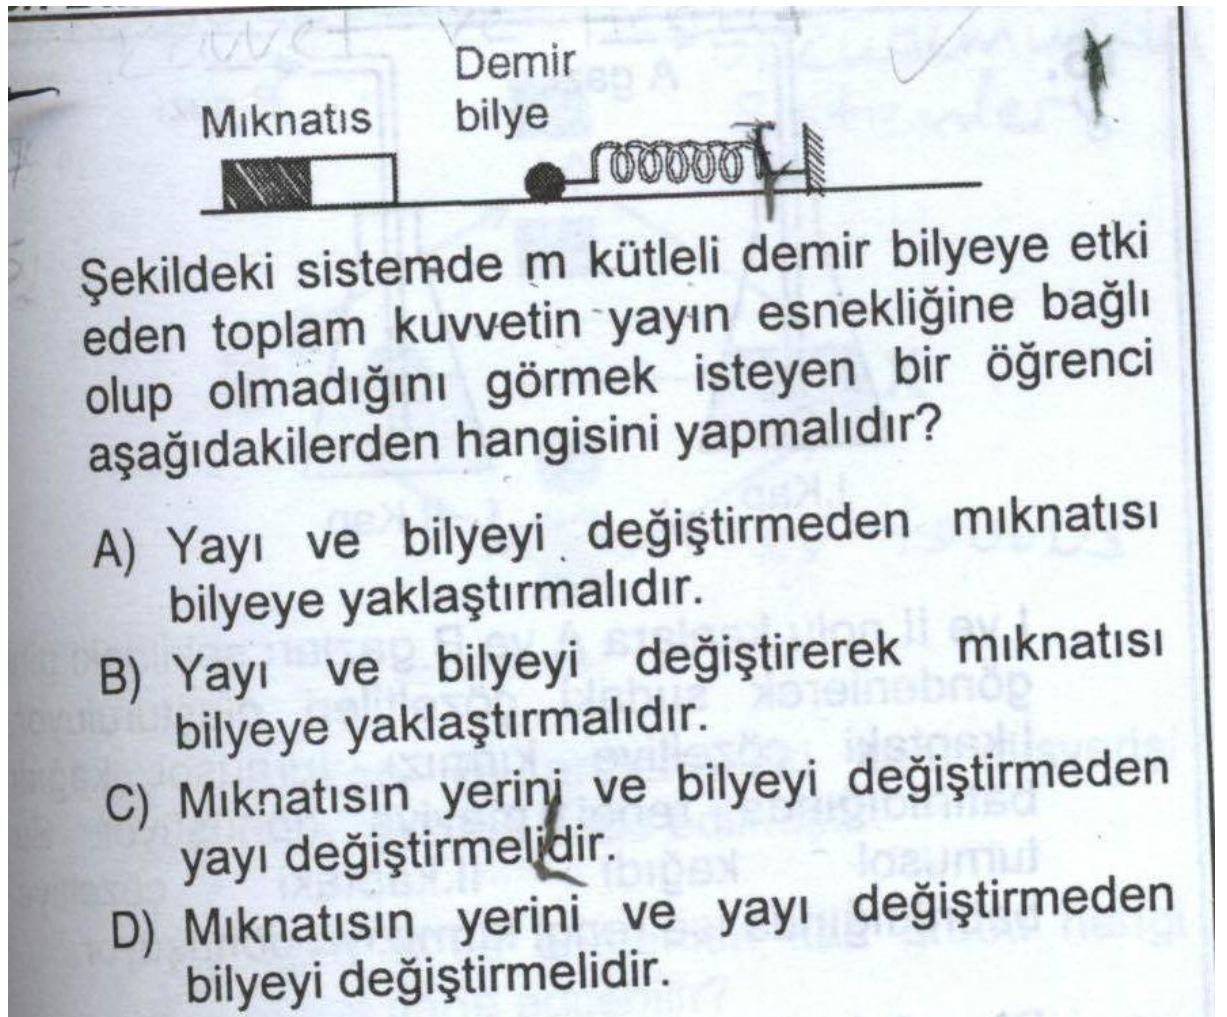 Demir
Mıknatıs bilye
Şekildeki sistemde m kütleli demir bilyeye etki
eden toplam kuvvetin yayın esnekliğine bağlı
olup olmadığını görmek isteyen bir öğrenci
aşağıdakilerden hangisini yapmalıdır?
A) Yayı ve bilyeyi değiştirmeden mıknatısı
bilyeye yaklaştırmalıdır.
B) Yayı ve bilyeyi değiştirerek mıknatısı
bilyeye yaklaştırmalıdır.
C) Mıknatısın yerini ve bilyeyi değiştirmeden
yayı değiştirmelidir.
D) Mıknatısın yerini ve yayı değiştirmeden
bilyeyi değiştirmelidir.